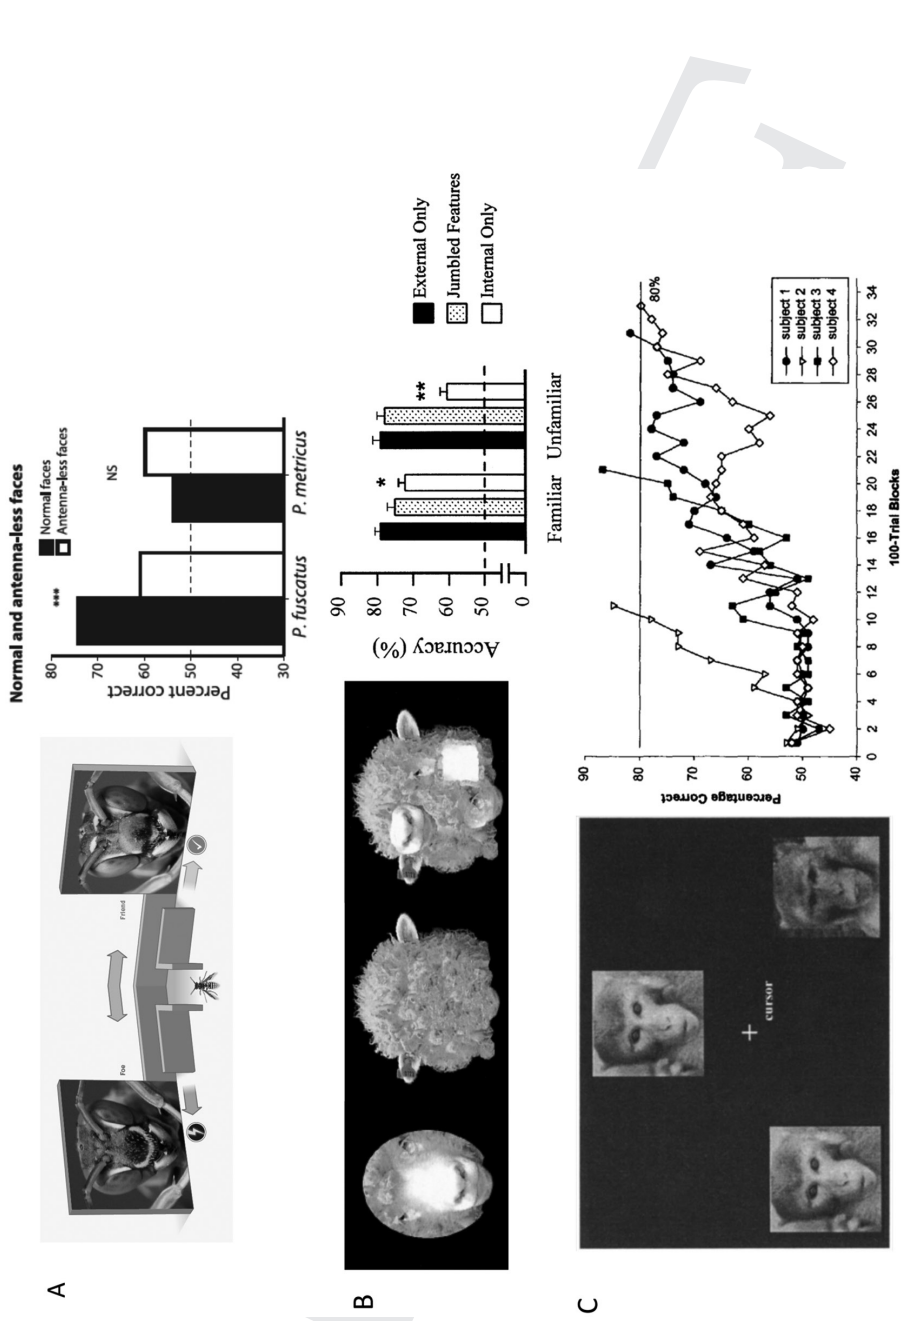 A
Foe
Friend
Normal and antenna-less faces
Normal faces
Antenna-less faces
***
NS
Percent correct
80
70
60
50
40
30
P. fuscatus
P. metricus
B
Accuracy (%)
90
80
70
60
50
0
*
**
Familiar
Unfamiliar
External Only
Jumbled Features
Internal Only
C
cursor
Percentage Correct
90
80
70
60
50
40
80%
subject 1
subject 2
subject 3
subject 4
0 2 4 6 8 10 12 14 16 18 20 22 24 26 28 30 32 34
100-Trial Blocks